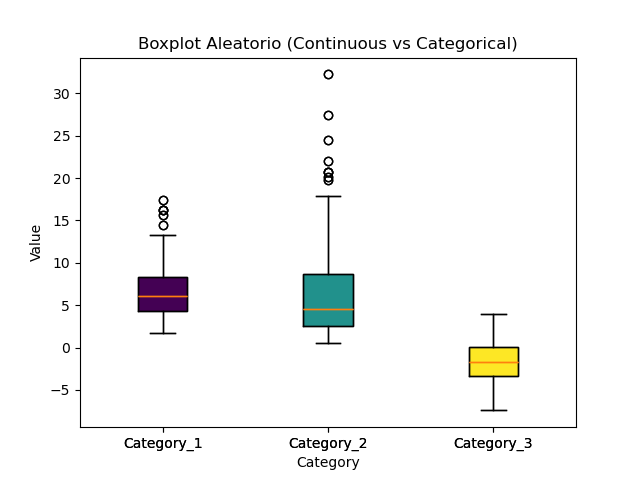 Boxplot Aleatorio (Continuous vs Categorical)
Value
30
25
20
15
10
5
0
−5
Category_1 Category_2 Category_3
Category